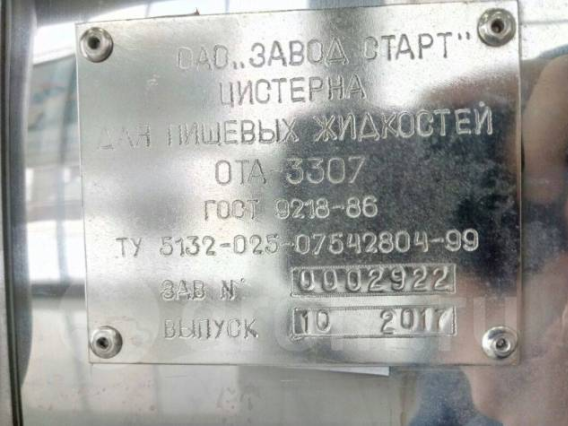 ОАО „ЗАВОД СТАРТ"
ЦИСТЕРНА
ДЛЯ ПИЩЕВЫХ ЖИДКОСТЕЙ
ОТА 3307
ГОСТ 9218-86
ТУ 5132-025-07542804-99
ЗАВ N° 0002922
ВЫПУСК 10 2017